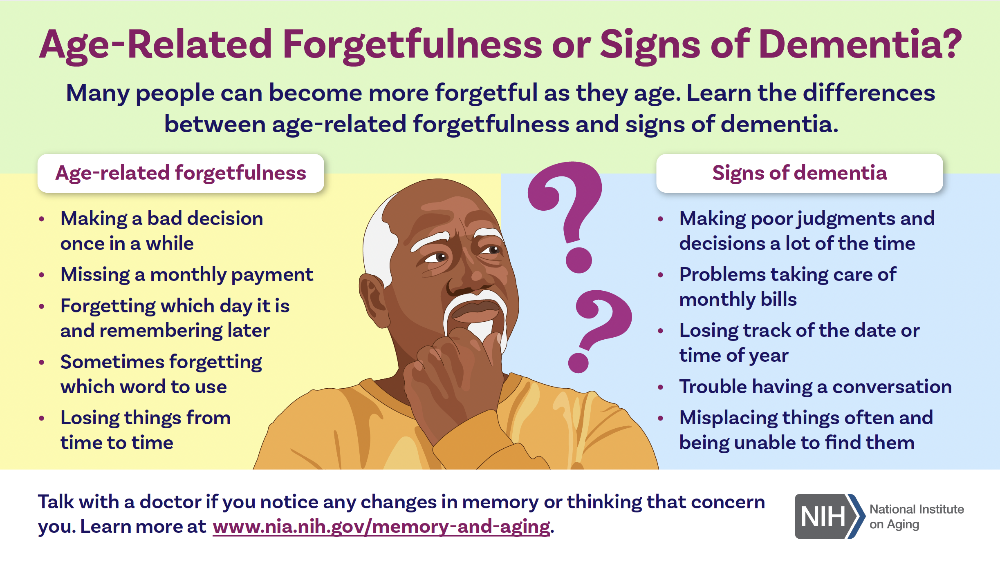 Age-Related Forgetfulness or Signs of Dementia?
Many people can become more forgetful as they age. Learn the differences
between age-related forgetfulness and signs of dementia.
Age-related forgetfulness
• Making a bad decision
once in a while
• Missing a monthly payment
• Forgetting which day it is
and remembering later
• Sometimes forgetting
which word to use
• Losing things from
time to time
Signs of dementia
• Making poor judgments and
decisions a lot of the time
• Problems taking care of
monthly bills
• Losing track of the date or
time of year
• Trouble having a conversation
• Misplacing things often and
being unable to find them
? 
?
Talk with a doctor if you notice any changes in memory or thinking that concern
you. Learn more at www.nia.nih.gov/memory-and-aging.
NIH
National Institute
on Aging